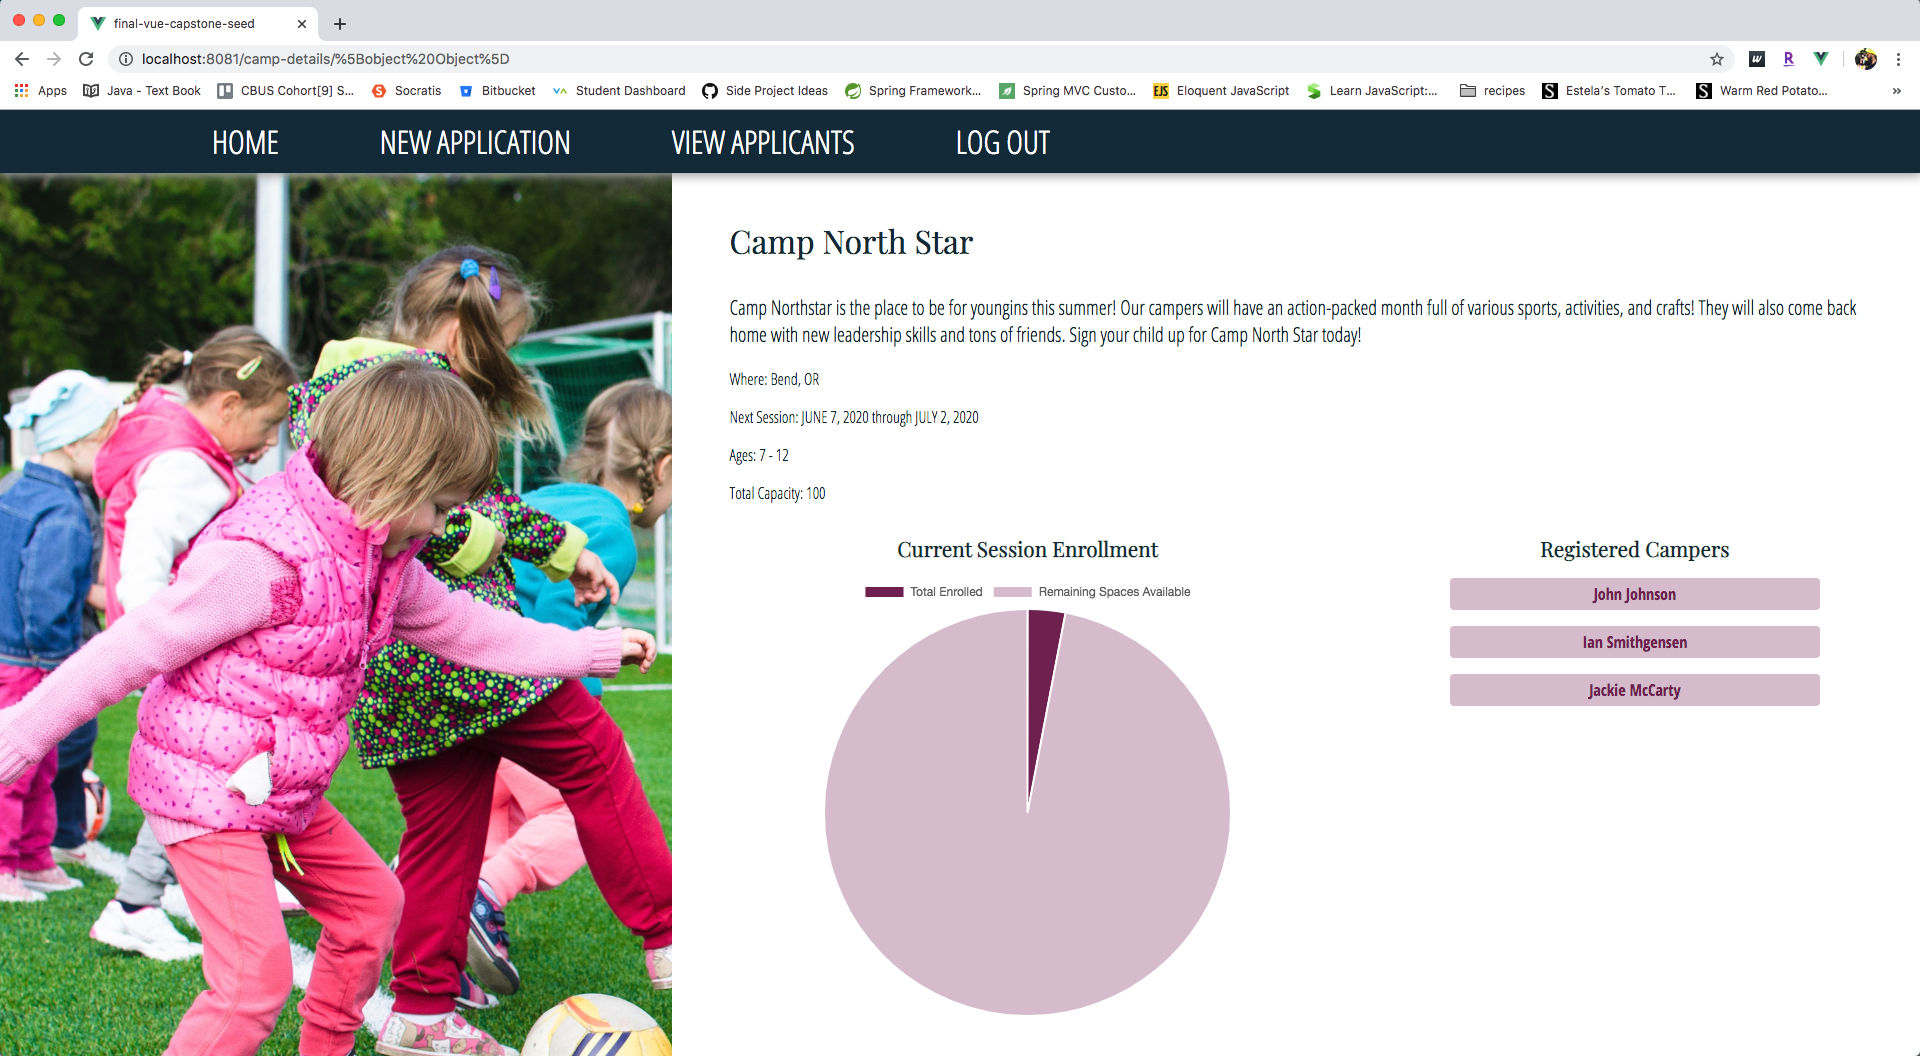 final-vue-capstone-seed
localhost:8081/camp-details/%5Bobject%20Object%5D
Apps
Java - Text Book
CBUS Cohort[9] S...
Socratis
Bitbucket
Student Dashboard
Side Project Ideas
Spring Framework...
Spring MVC Custo...
EJS Eloquent JavaScript
Learn JavaScript:...
recipes
S Estela's Tomato T...
S Warm Red Potato...
HOME
NEW APPLICATION
VIEW APPLICANTS
LOG OUT
Camp North Star
Camp Northstar is the place to be for youngins this summer! Our campers will have an action-packed month full of various sports, activities, and crafts! They will also come back
home with new leadership skills and tons of friends. Sign your child up for Camp North Star today!
Where: Bend, OR
Next Session: JUNE 7, 2020 through JULY 2, 2020
Ages: 7 - 12
Total Capacity: 100
Current Session Enrollment
Total Enrolled
Remaining Spaces Available
Registered Campers
John Johnson
Ian Smithgensen
Jackie McCarty